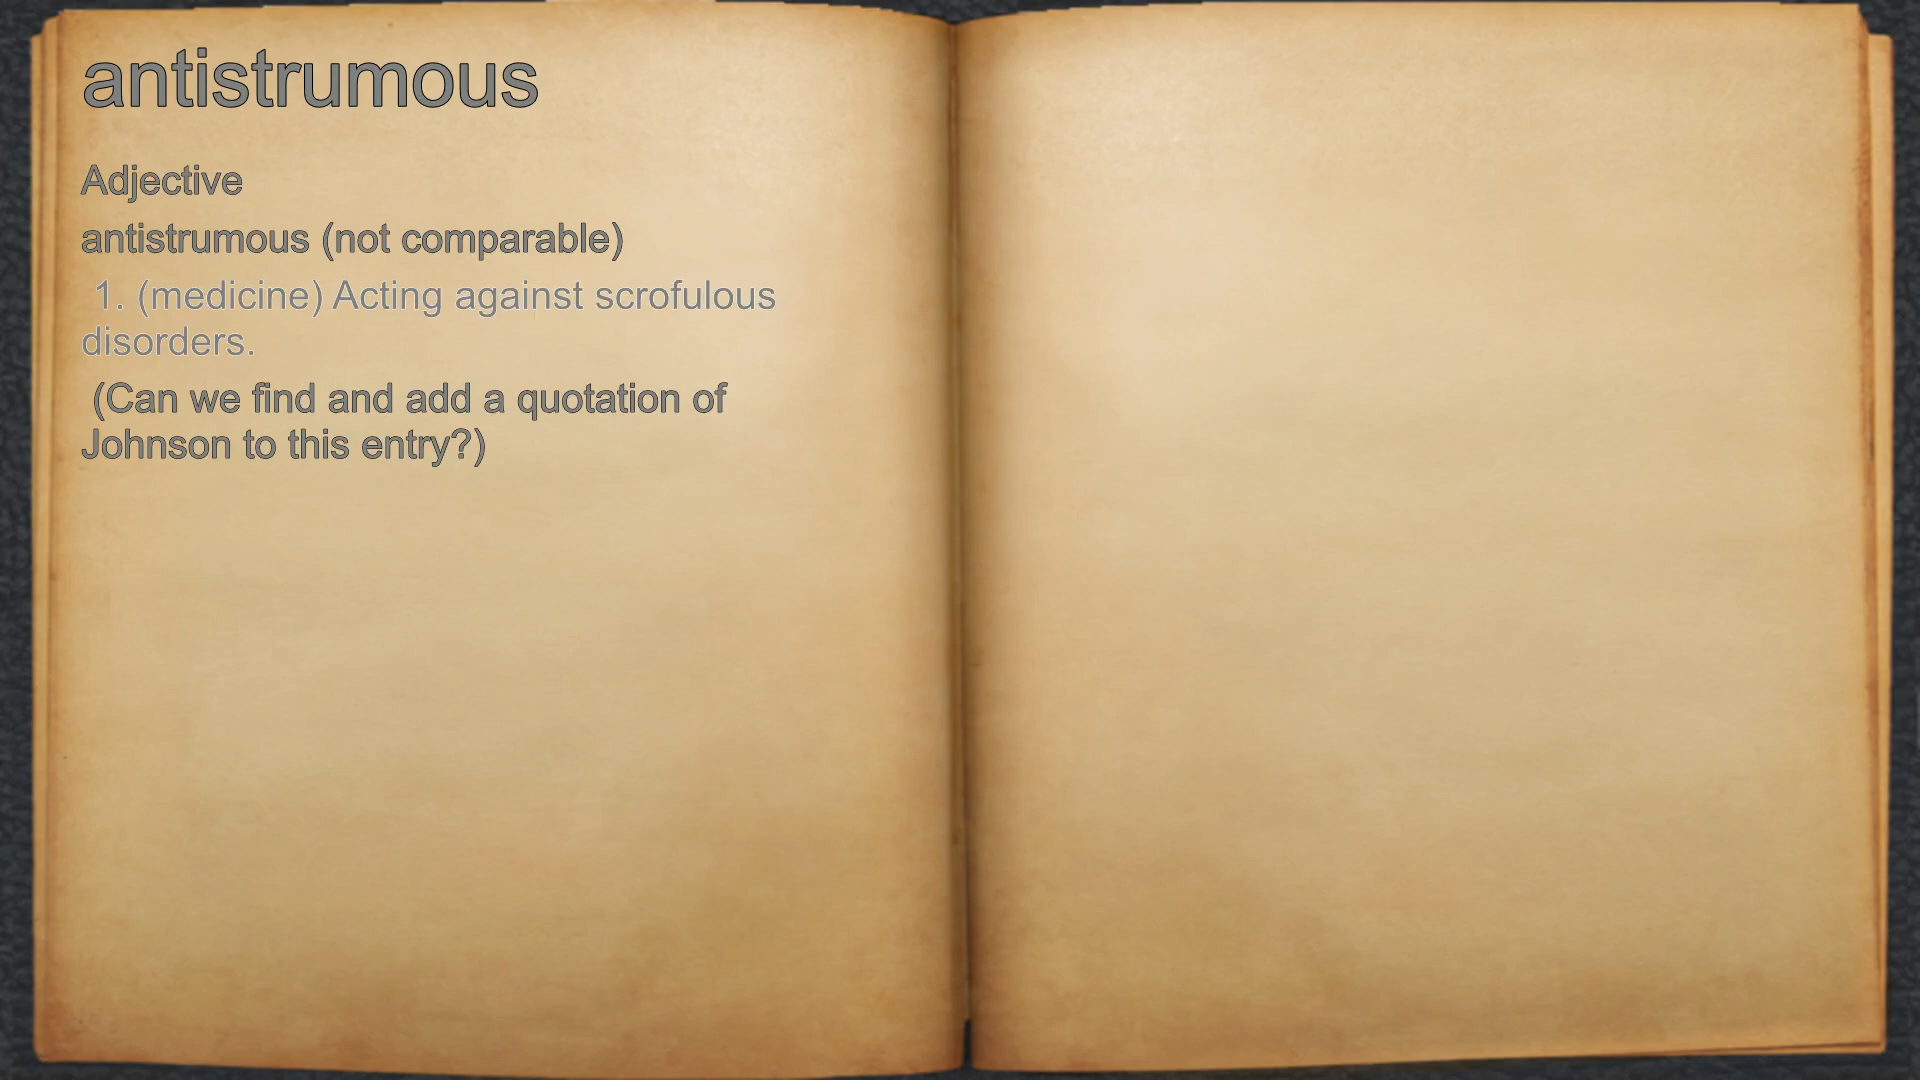 antistrumous
Adjective
antistrumous (not comparable)
1. (medicine) Acting against scrofulous
disorders.
(Can we find and add a quotation of
Johnson to this entry?)